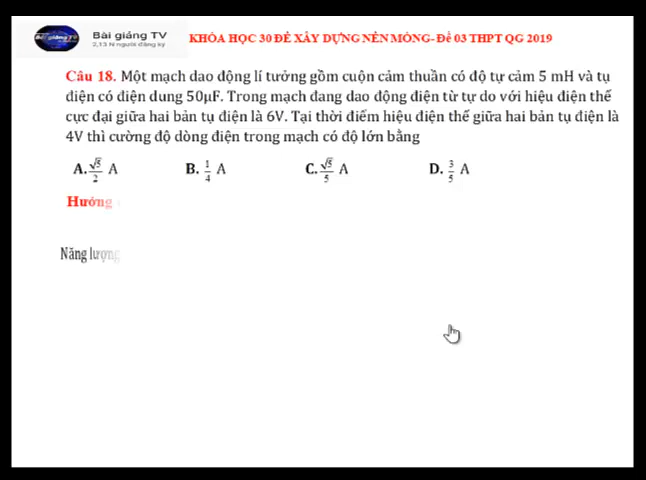 Bài giảng TV
2,13 N người đăng ký
KHÓA HỌC 30 ĐỀ XÂY DỰNG NỀN MÓNG- Đề 03 THPT QG 2019
Câu 18. Một mạch dao động lí tưởng gồm cuộn cảm thuần có độ tự cảm 5 mH và tụ
điện có điện dung 50μF. Trong mạch đang dao động điện từ tự do với hiệu điện thế
cực đại giữa hai bản tụ điện là 6V. Tại thời điểm hiệu điện thế giữa hai bản tụ điện là
4V thì cường độ dòng điện trong mạch có độ lớn bằng
A. √5/2 A B. 1/4 A C. √5/5 A D. 3/5 A
Hướng
Năng lượng